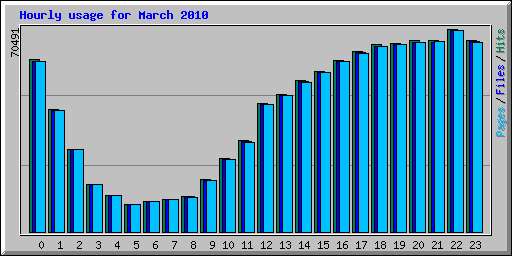 Hourly usage for March 2010
70491
Pages/Files/Hits
0 1 2 3 4 5 6 7 8 9 10 11 12 13 14 15 16 17 18 19 20 21 22 23